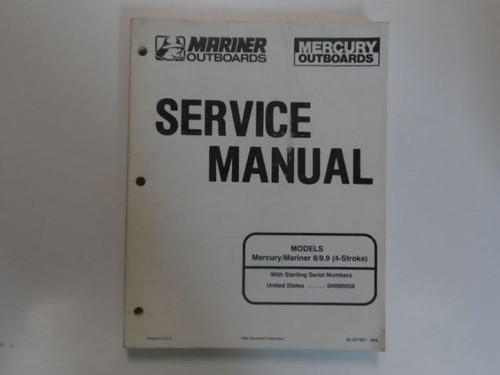 MARINER
OUTBOARDS
MERCURY
OUTBOARDS
SERVICE
MANUAL
MODELS
Mercury/Mariner 8/9.9 (4-Stroke)
With Starting Serial Numbers
United States ...... 0H000058